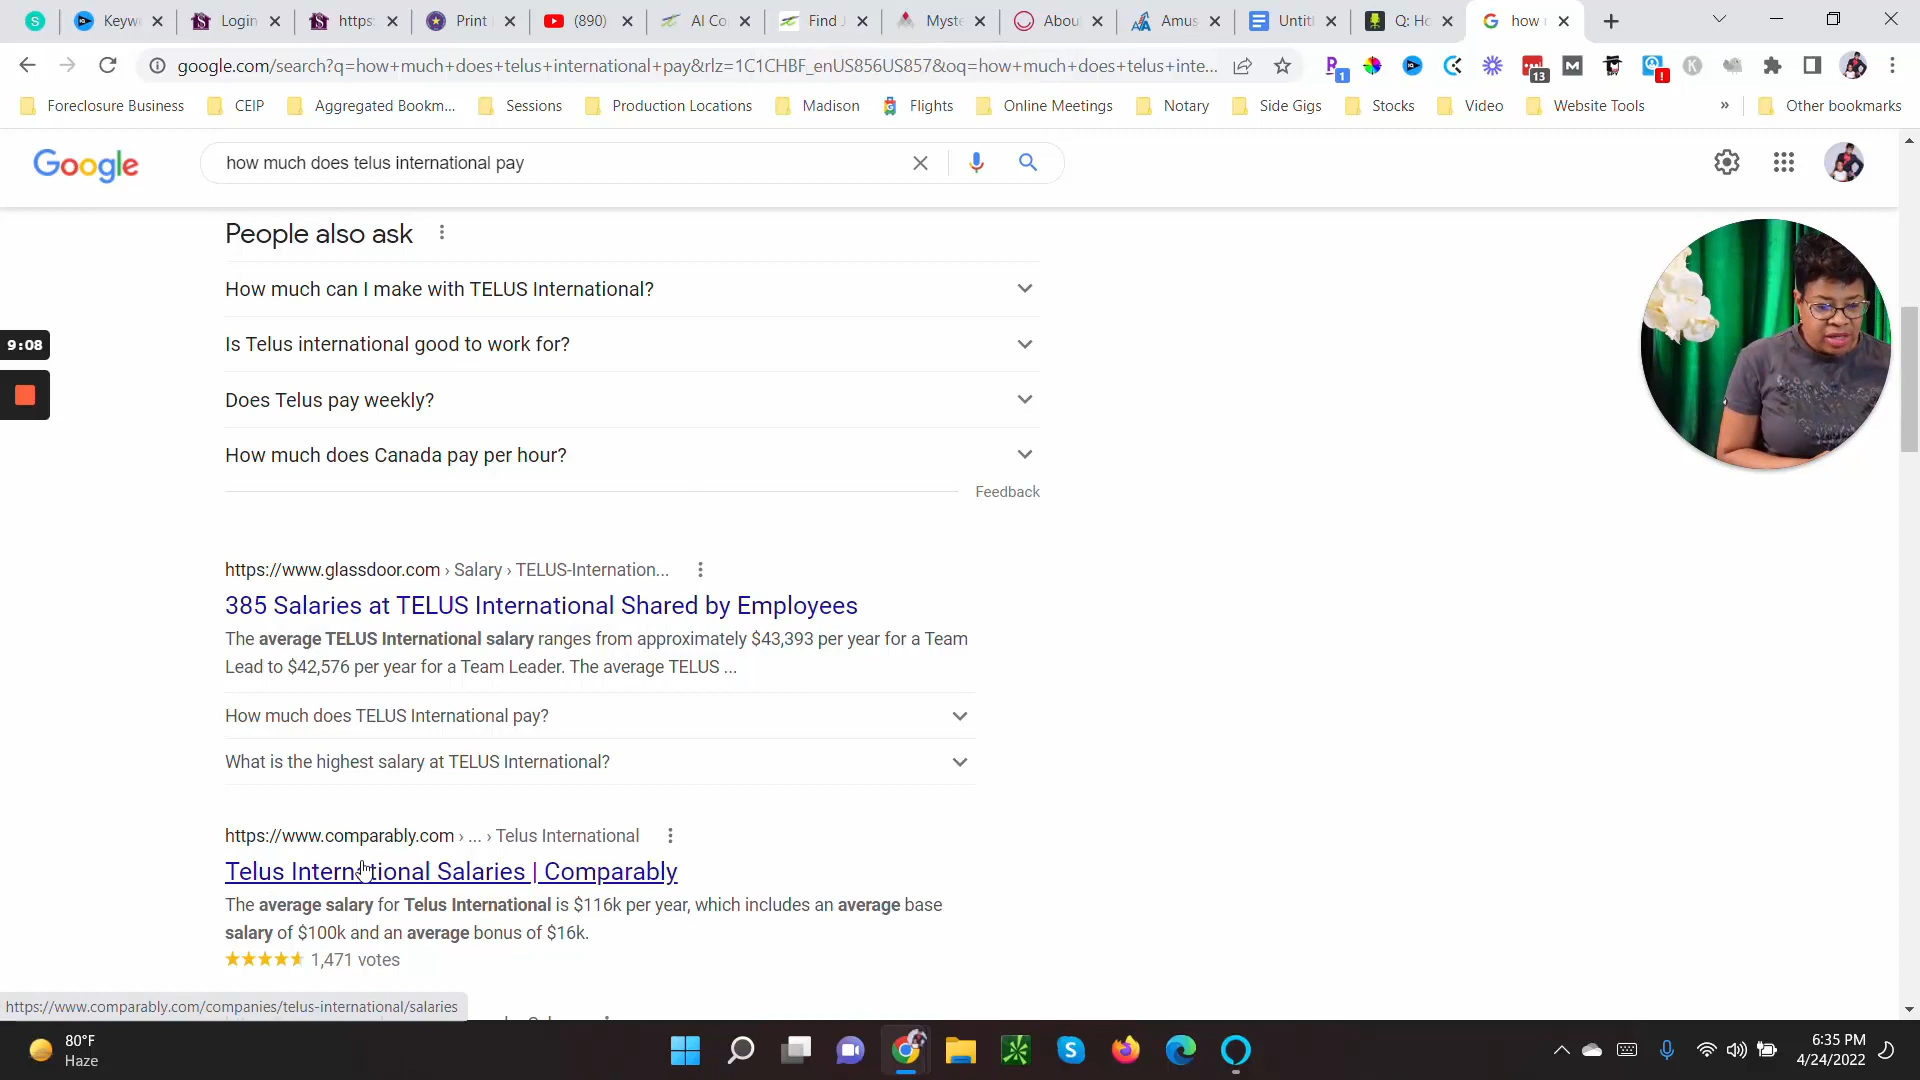 Keyw
Login
https:
Print
(890)
AI Co
Find
Myste
Abou
Amus
Untitl
Q: Ho
how
google.com/search?q=how+much+does+telus+international+pay&rlz=1C1CHBF_enUS856US857&oq=how+much+does+telus+inte...
1
13
Foreclosure Business
CEIP
Aggregated Bookm...
Sessions
Production Locations
Madison
Flights
Online Meetings
Notary
Side Gigs
Stocks
Video
Website Tools
»
Other bookmarks
Google
how much does telus international pay
People also ask
How much can I make with TELUS International?
9:08
Is Telus international good to work for?
Does Telus pay weekly?
How much does Canada pay per hour?
Feedback
https://www.glassdoor.com › Salary › TELUS-Internation...
385 Salaries at TELUS International Shared by Employees
The average TELUS International salary ranges from approximately $43,393 per year for a Team
Lead to $42,576 per year for a Team Leader. The average TELUS ...
How much does TELUS International pay?
What is the highest salary at TELUS International?
https://www.comparably.com › ... › Telus International
Telus International Salaries | Comparably
The average salary for Telus International is $116k per year, which includes an average base
salary of $100k and an average bonus of $16k.
1,471 votes
https://www.comparably.com/companies/telus-international/salaries
80°F
Haze
6:35 PM
4/24/2022